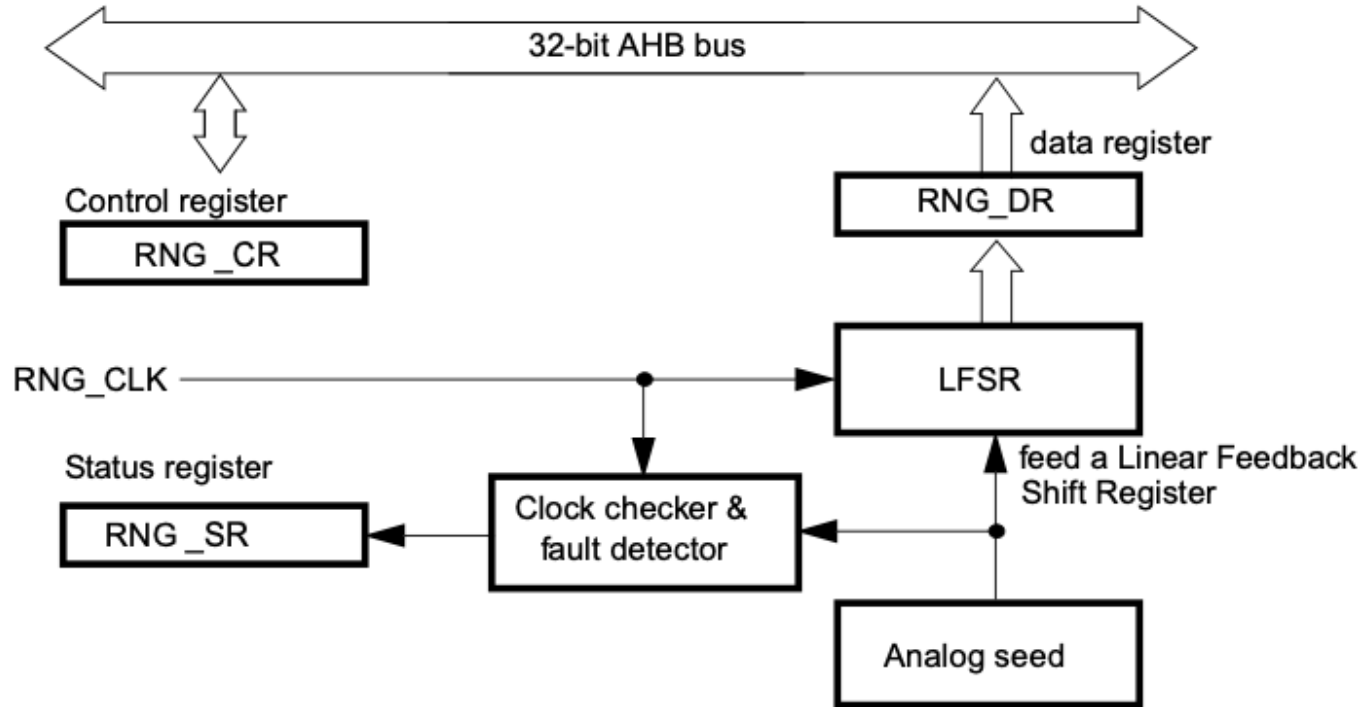 32-bit AHB bus
data register
Control register
RNG_DR
RNG _CR
RNG_CLK
LFSR
feed a Linear Feedback
Shift Register
Status register
Clock checker &
fault detector
RNG _SR
Analog seed